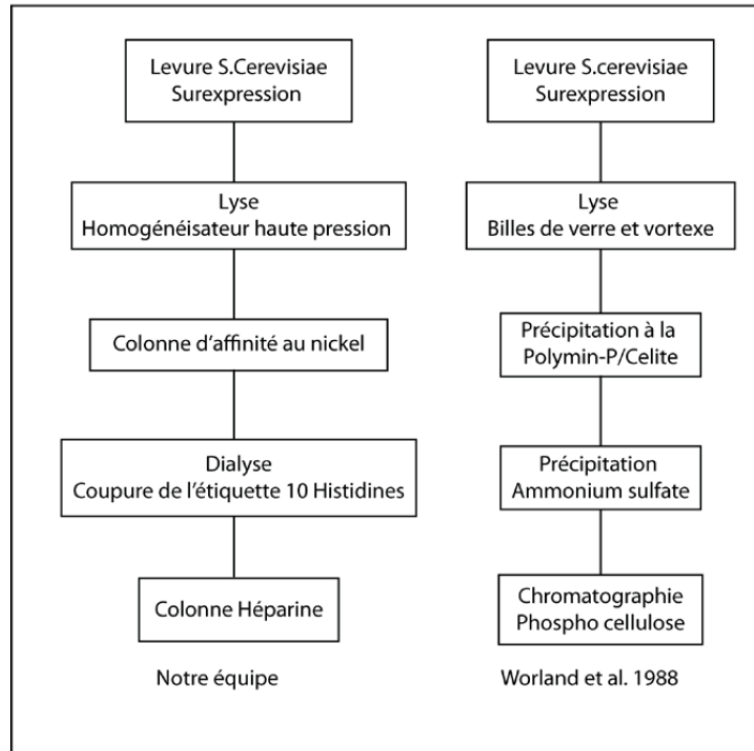 Levure S.Cerevisiae
Surexpression
Lyse
Homogénéisateur haute pression
Colonne d'affinité au nickel
Dialyse
Coupure de l'étiquette 10 Histidines
Colonne Héparine
Notre équipe
Levure S.cerevisiae
Surexpression
Lyse
Billes de verre et vortexe
Précipitation à la
Polymin-P/Celite
Précipitation
Ammonium sulfate
Chromatographie
Phospho cellulose
Worland et al. 1988